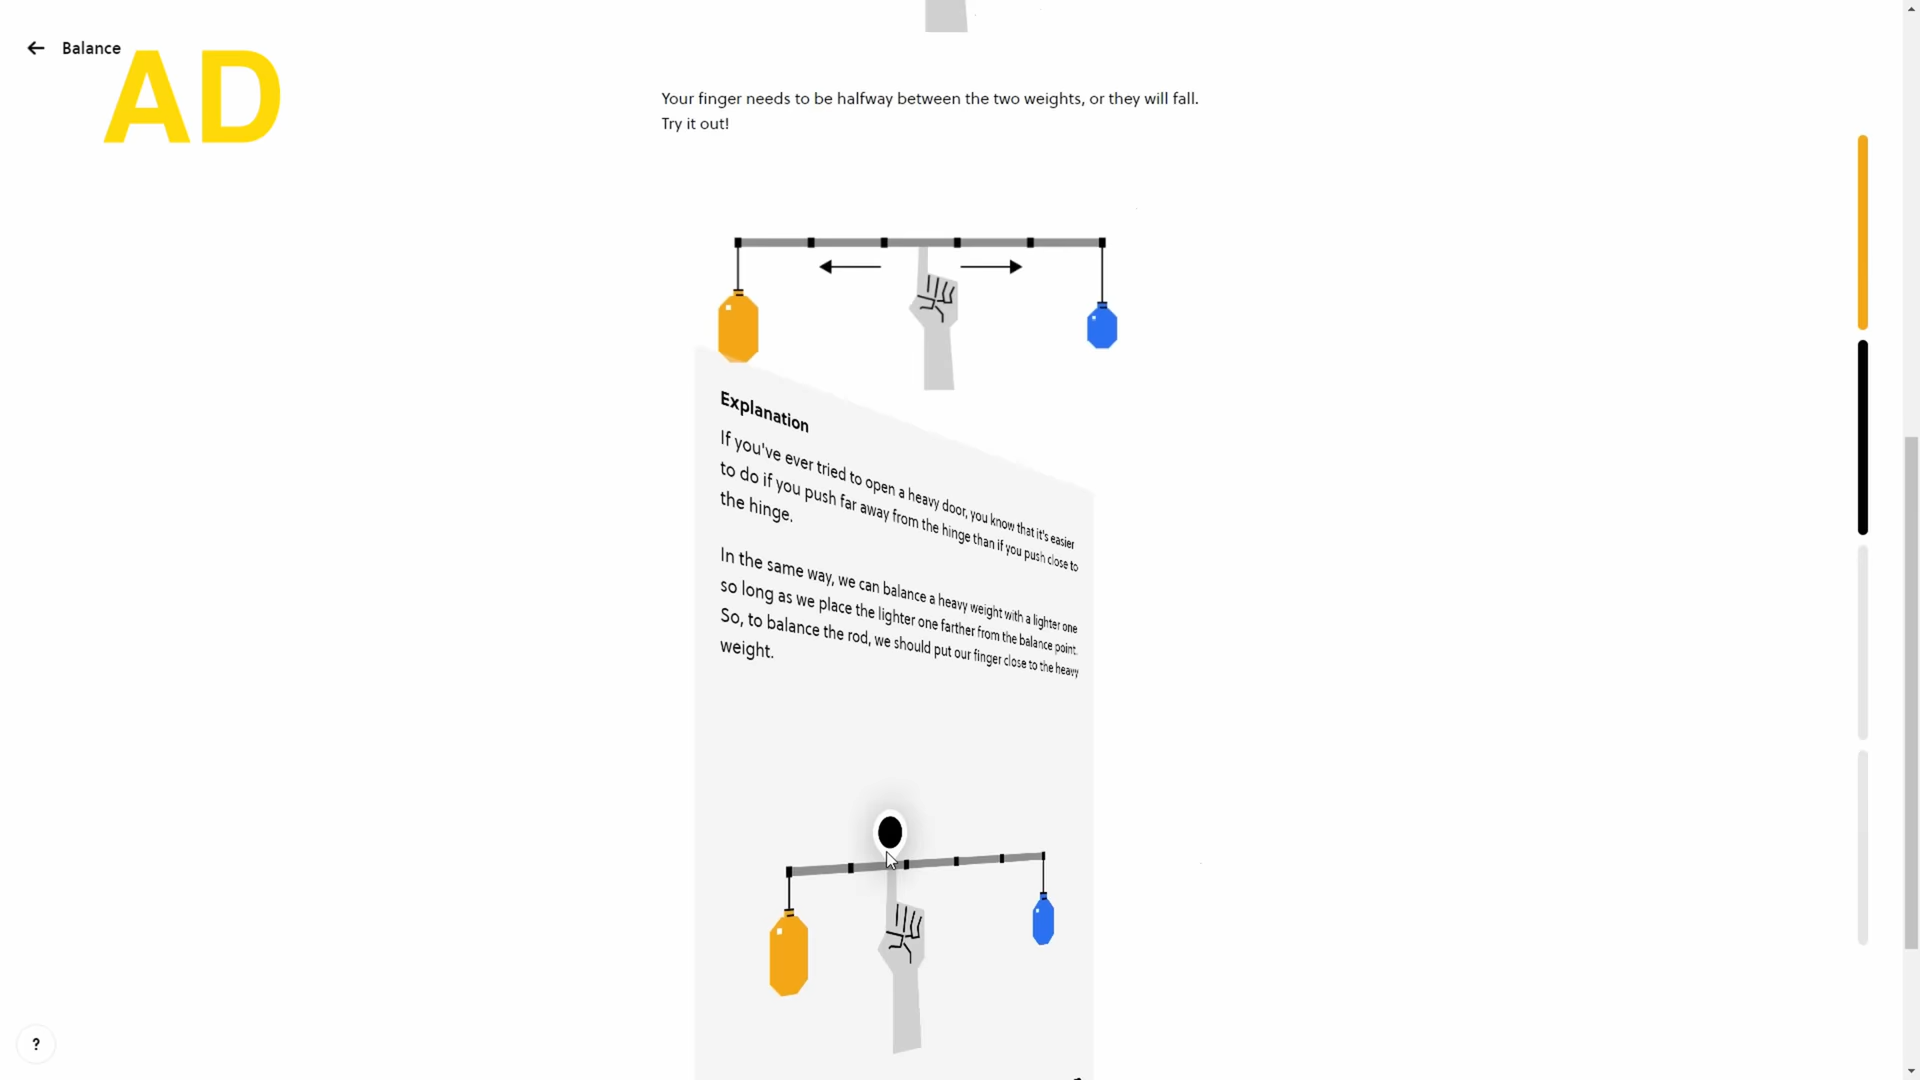 Balance
AD
Your finger needs to be halfway between the two weights, or they will fall.
Try it out!
Explanation
If you've ever tried to open a heavy door, you know that it's easier
to do if you push far away from the hinge than if you push close to
the hinge.
In the same way, we can balance a heavy weight with a lighter one
so long as we place the lighter one farther from the balance point.
So, to balance the rod, we should put our finger close to the heavy
weight.
?